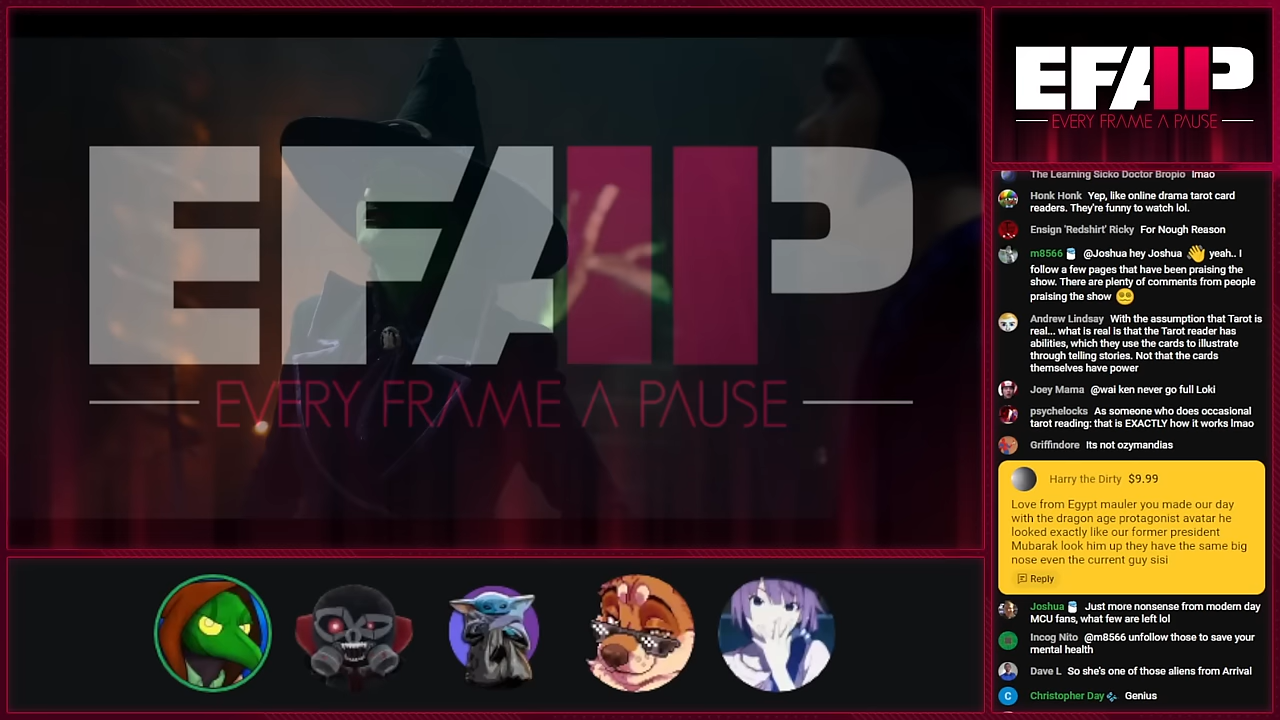 EFAP
EVERY FRAME A PAUSE
EFAP
EVERY FRAME A PAUSE
The Learning Sicko Doctor Bropio lmao
Honk Honk Yep, like online drama tarot card
readers. They're funny to watch lol.
Ensign 'Redshirt' Ricky For Nough Reason
m8566 @Joshua hey Joshua 👋 yeah.. I
follow a few pages that have been praising the
show. There are plenty of comments from people
praising the show
Andrew Lindsay With the assumption that Tarot is
real... what is real is that the Tarot reader has
abilities, which they use the cards to illustrate
through telling stories. Not that the cards
themselves have power
Joey Mama @wai ken never go full Loki
psychelocks As someone who does occasional
tarot reading: that is EXACTLY how it works lmao
Griffindore Its not ozymandias
Harry the Dirty $9.99
Love from Egypt mauler you made our day
with the dragon age protagonist avatar he
looked exactly like our former president
Mubarak look him up they have the same big
nose even the current guy sisi
Reply
Joshua Just more nonsense from modern day
MCU fans, what few are left lol
Incog Nito @m8566 unfollow those to save your
mental health
Dave L So she's one of those aliens from Arrival
C Christopher Day Genius